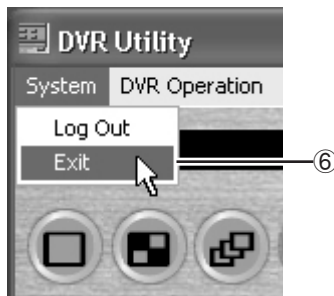 DVR Utility
System DVR Operation
Log Out
Exit
⑥